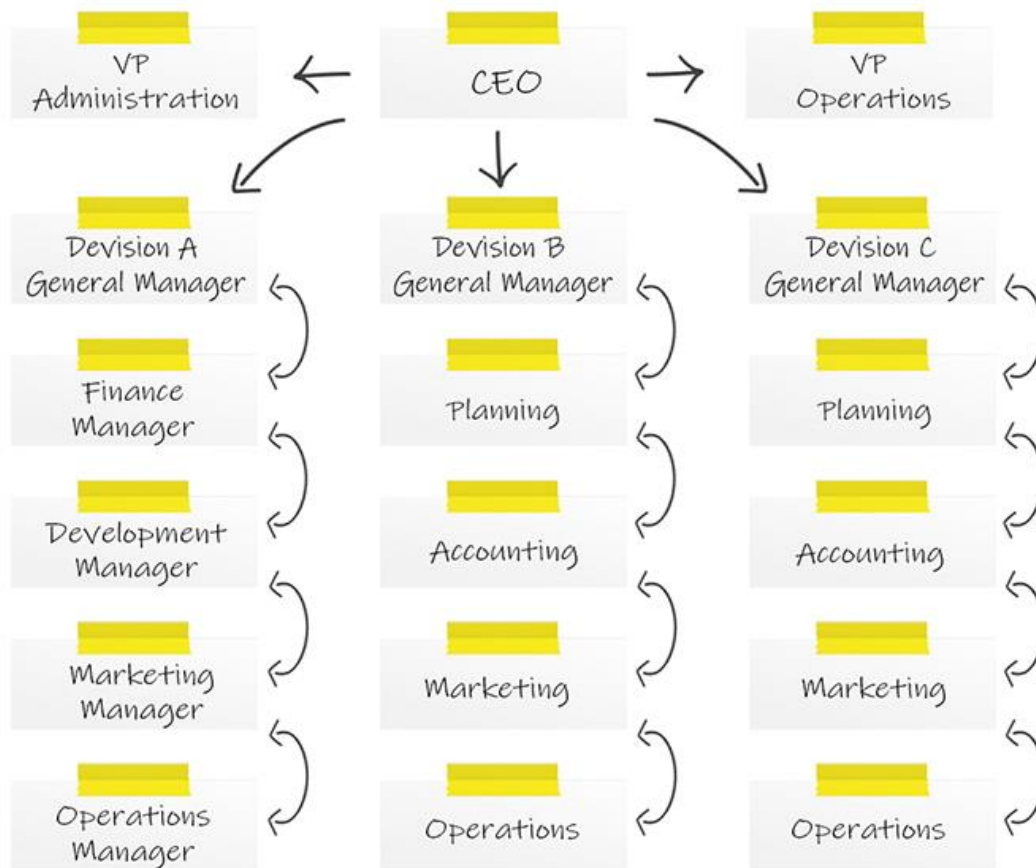 VP
Administration
CEO
VP
Operations
Devision A
General Manager
Devision B
General Manager
Devision C
General Manager
Finance
Manager
Planning
Planning
Development
Manager
Accounting
Accounting
Marketing
Manager
Marketing
Marketing
Operations
Manager
Operations
Operations